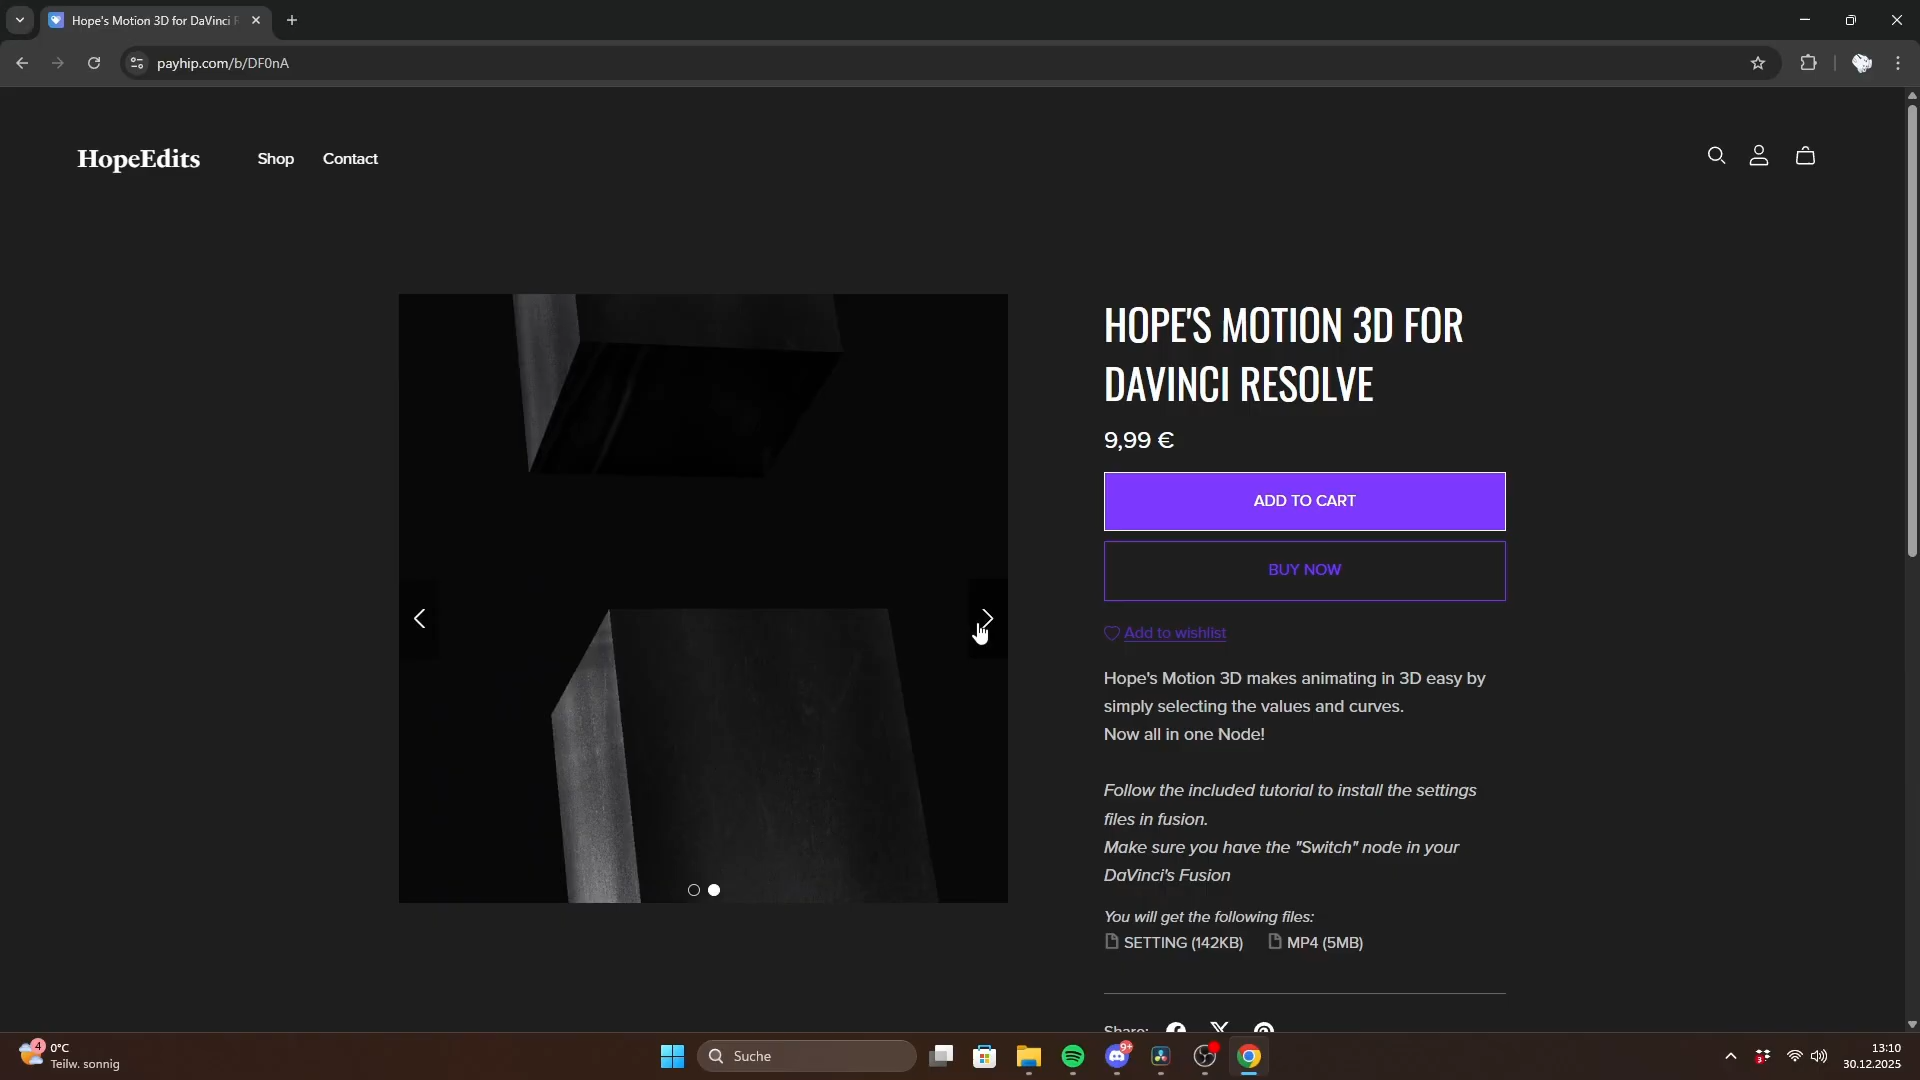 Hope's Motion 3D for DaVinci R
payhip.com/b/DF0nA
HopeEdits
Shop
Contact
HOPE'S MOTION 3D FOR
DAVINCI RESOLVE
9,99 €
ADD TO CART
BUY NOW
Add to wishlist
Hope's Motion 3D makes animating in 3D easy by
simply selecting the values and curves.
Now all in one Node!
Follow the included tutorial to install the settings
files in fusion.
Make sure you have the "Switch" node in your
DaVinci's Fusion
You will get the following files:
SETTING (142KB)
MP4 (5MB)
Share:
4
0°C
Teilw. sonnig
Suche
9+
3
13:10
30.12.2025